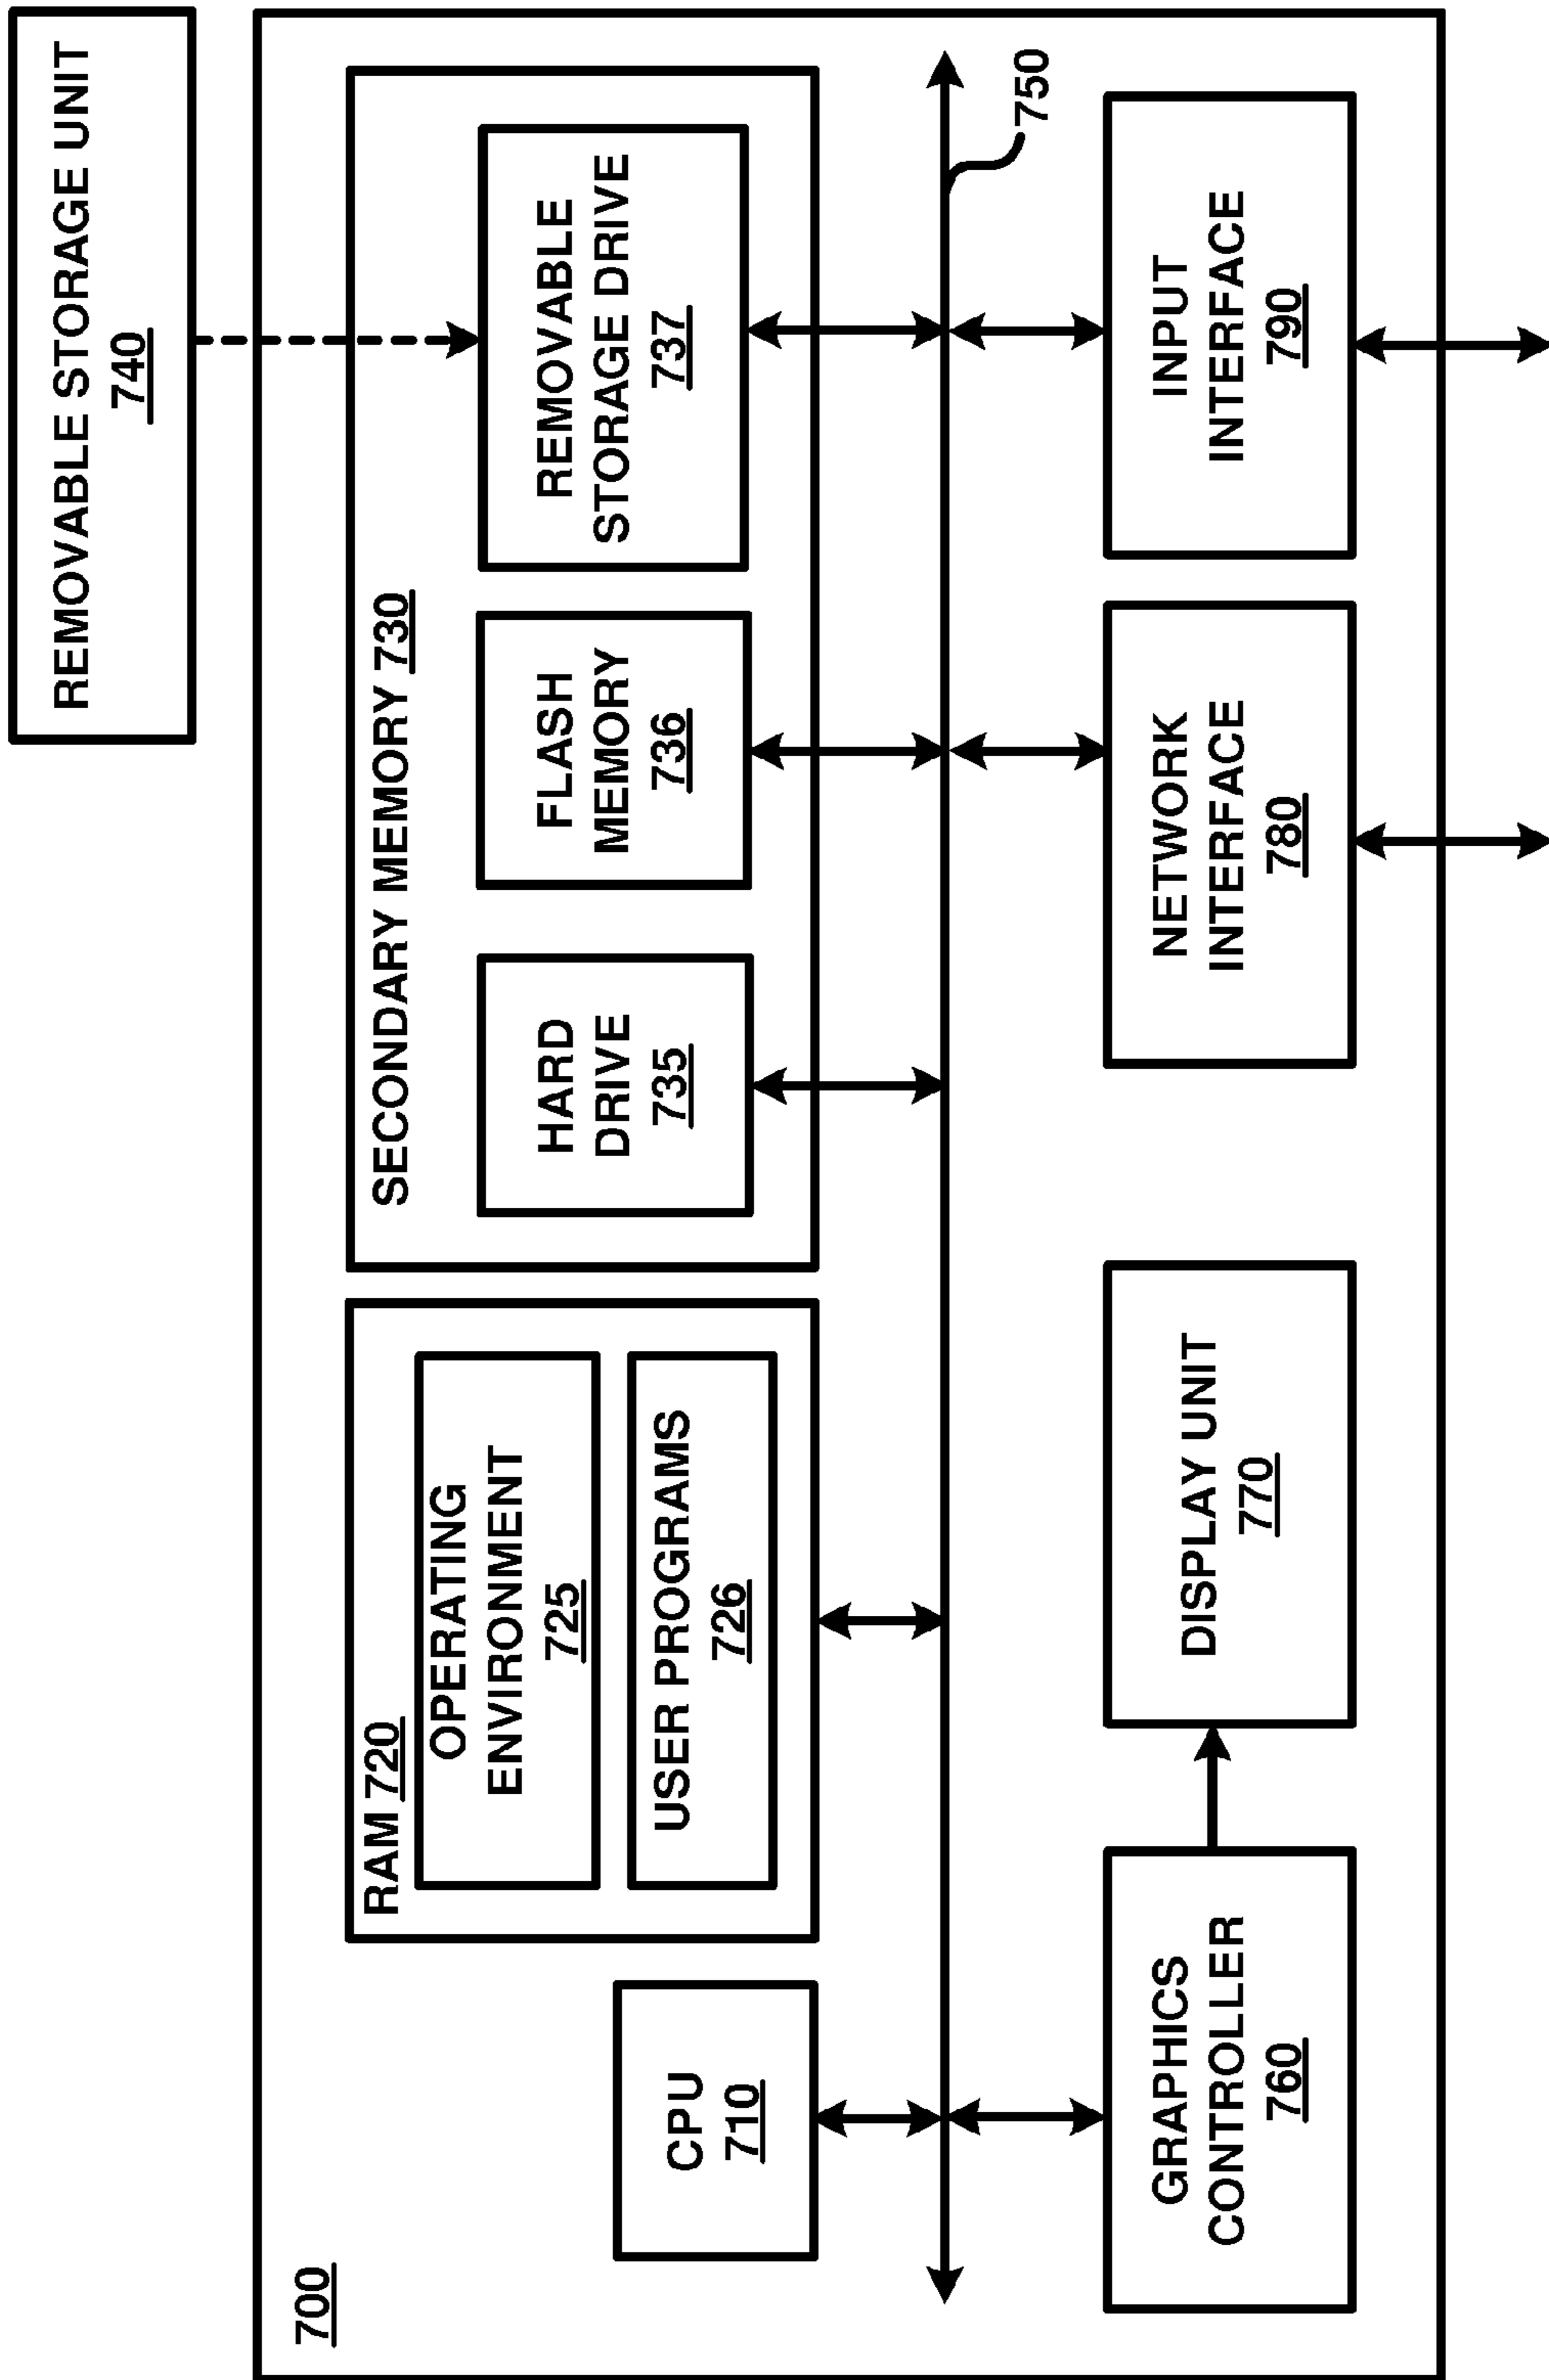 REMOVABLE STORAGE UNIT
740
700
CPU
710
RAM 720
OPERATING
ENVIRONMENT
725
USER PROGRAMS
726
SECONDARY MEMORY 730
HARD
DRIVE
735
FLASH
MEMORY
736
REMOVABLE
STORAGE DRIVE
737
750
GRAPHICS
CONTROLLER
760
DISPLAY UNIT
770
NETWORK
INTERFACE
780
INPUT
INTERFACE
790